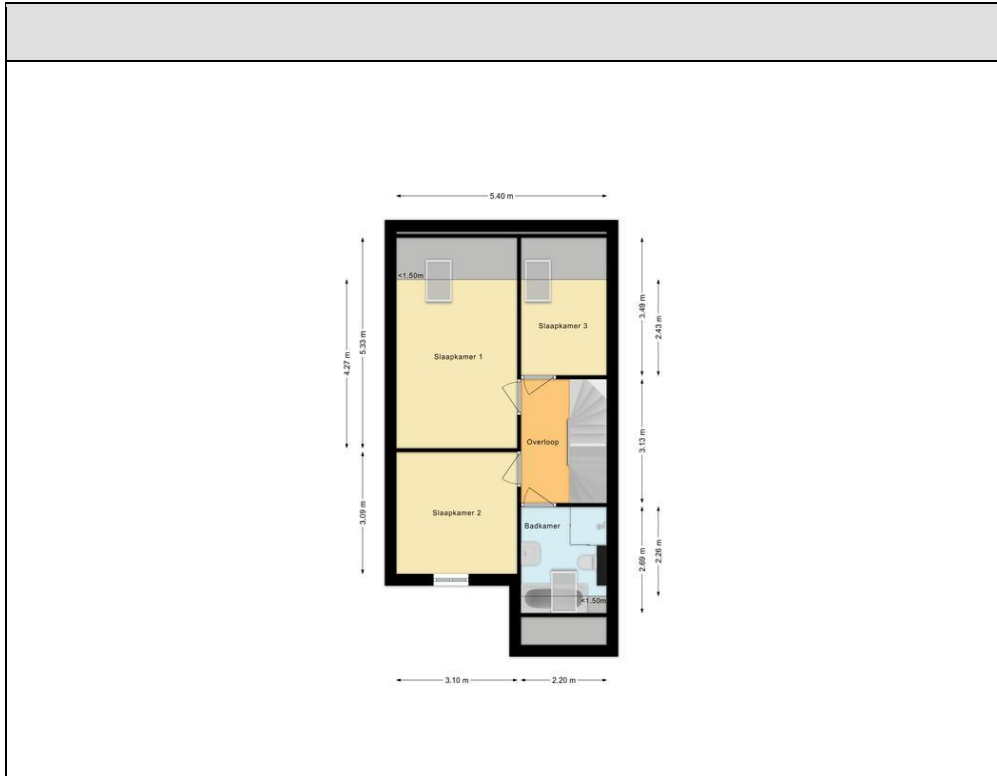 5.40 m
<1.50m
Slaapkamer 1
Slaapkamer 3
4.27 m
5.33 m
3.49 m
2.43 m
Overloop
3.13 m
Slaapkamer 2
3.09 m
Badkamer
2.69 m
2.26 m
<1.50m
3.10 m
2.20 m